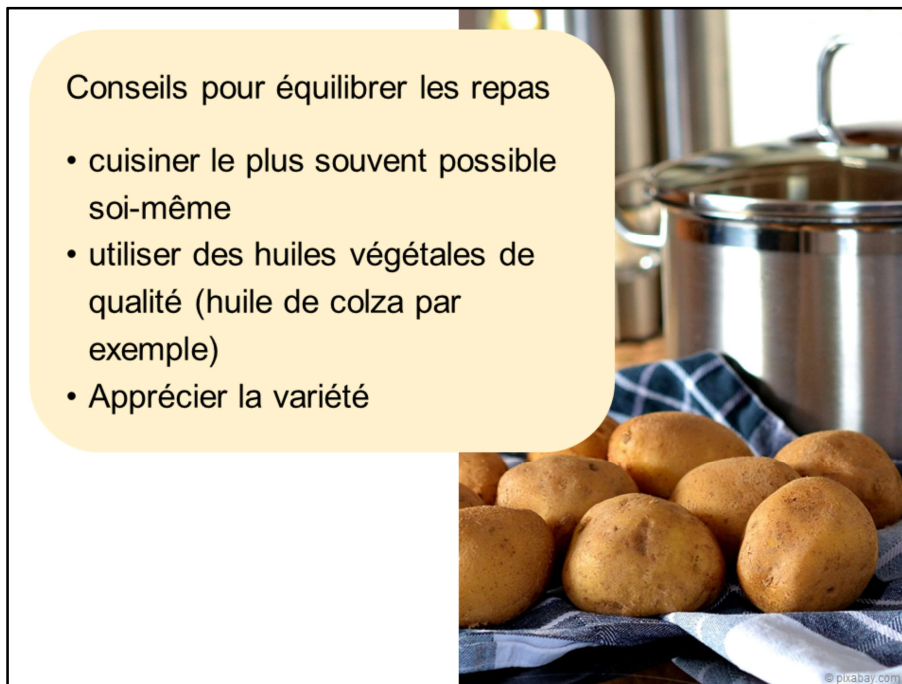 Conseils pour équilibrer les repas
• cuisiner le plus souvent possible
soi-même
• utiliser des huiles végétales de
qualité (huile de colza par
exemple)
• Apprécier la variété
© pixabay.com